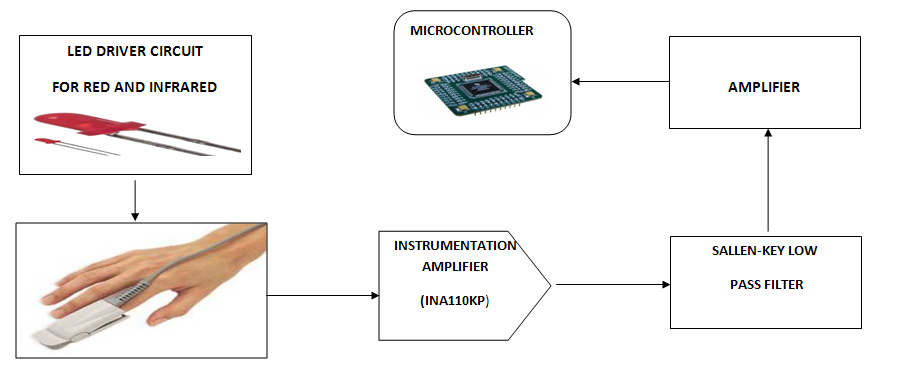 LED DRIVER CIRCUIT
FOR RED AND INFRARED
MICROCONTROLLER
AMPLIFIER
INSTRUMENTATION
AMPLIFIER
(INA110KP)
SALLEN-KEY LOW
PASS FILTER